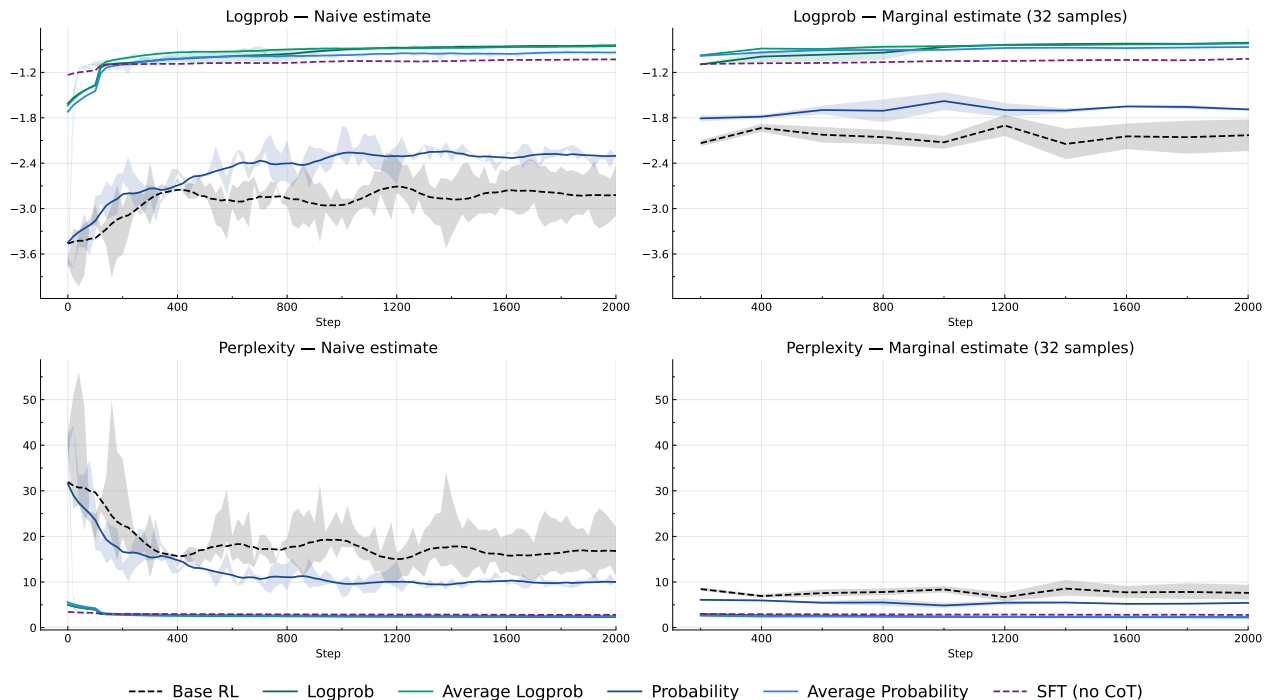 Logprob — Naive estimate
−1.2
−1.8
−2.4
−3.0
−3.6
0 400 800 1200 1600 2000
Step
Logprob — Marginal estimate (32 samples)
−1.2
−1.8
−2.4
−3.0
−3.6
400 800 1200 1600 2000
Step
Perplexity — Naive estimate
50
40
30
20
10
0
0 400 800 1200 1600 2000
Step
Perplexity — Marginal estimate (32 samples)
50
40
30
20
10
0
400 800 1200 1600 2000
Step
Base RL Logprob Average Logprob Probability Average Probability SFT (no CoT)